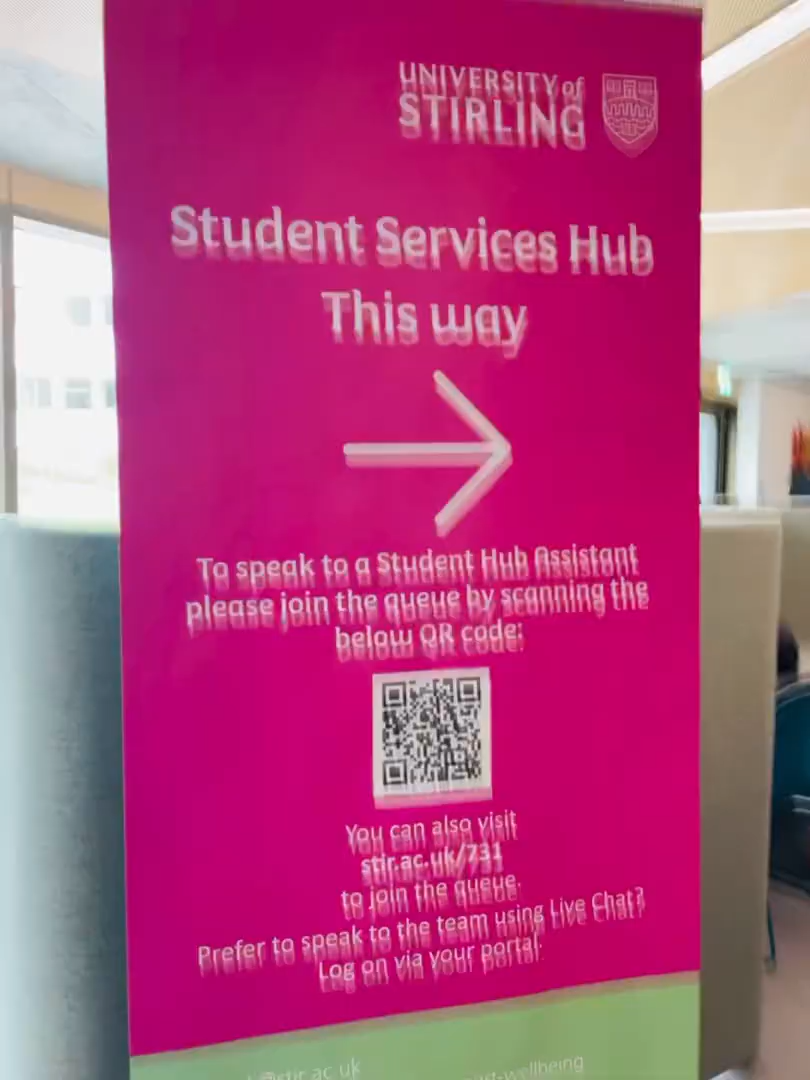 UNIVERSITY of
STIRLING
Student Services Hub
This way
To speak to a Student Hub Assistant
please join the queue by scanning the
below QR code:
You can also visit
stir.ac.uk/731
to join the queue.
Prefer to speak to the team using Live Chat?
Log on via your portal.